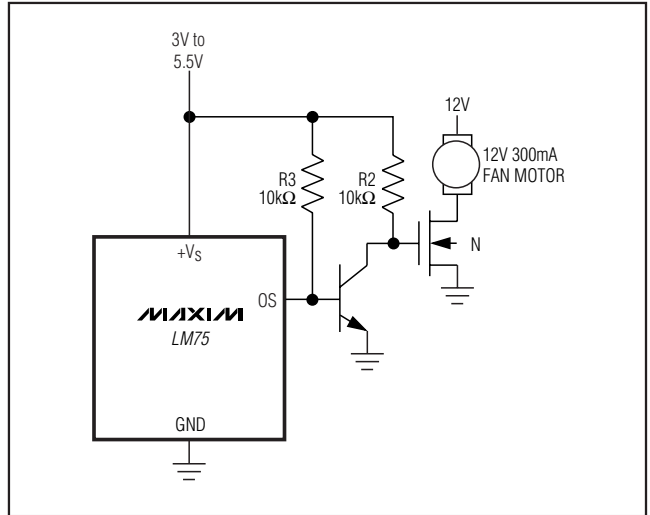 3V to
5.5V
12V
R3
10kΩ
R2
10kΩ
12V 300mA
FAN MOTOR
N
+VS
OS
MAXIM
LM75
GND